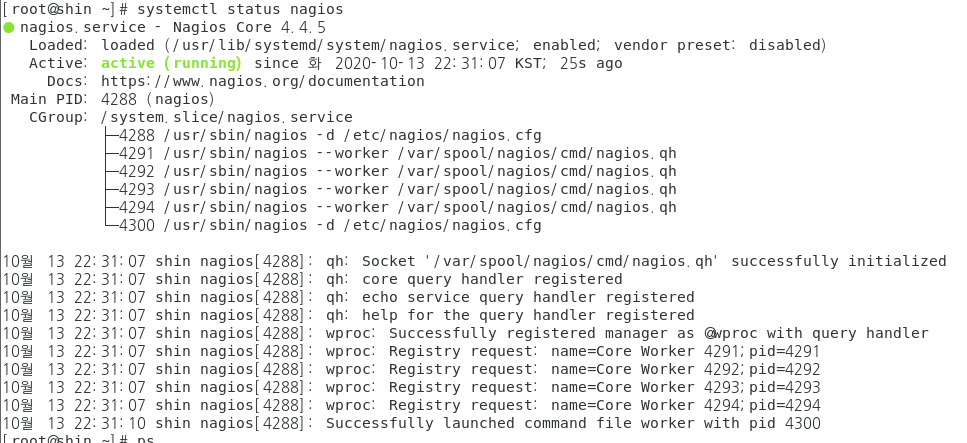 [root@shin ~]# systemctl status nagios
● nagios.service - Nagios Core 4.4.5
   Loaded: loaded (/usr/lib/systemd/system/nagios.service; enabled; vendor preset: disabled)
   Active: active (running) since 화 2020-10-13 22:31:07 KST; 25s ago
     Docs: https://www.nagios.org/documentation
 Main PID: 4288 (nagios)
   CGroup: /system.slice/nagios.service
           ├─4288 /usr/sbin/nagios -d /etc/nagios/nagios.cfg
           ├─4291 /usr/sbin/nagios --worker /var/spool/nagios/cmd/nagios.qh
           ├─4292 /usr/sbin/nagios --worker /var/spool/nagios/cmd/nagios.qh
           ├─4293 /usr/sbin/nagios --worker /var/spool/nagios/cmd/nagios.qh
           ├─4294 /usr/sbin/nagios --worker /var/spool/nagios/cmd/nagios.qh
           └─4300 /usr/sbin/nagios -d /etc/nagios/nagios.cfg
10월 13 22:31:07 shin nagios[4288]: qh: Socket '/var/spool/nagios/cmd/nagios.qh' successfully initialized
10월 13 22:31:07 shin nagios[4288]: qh: core query handler registered
10월 13 22:31:07 shin nagios[4288]: qh: echo service query handler registered
10월 13 22:31:07 shin nagios[4288]: qh: help for the query handler registered
10월 13 22:31:07 shin nagios[4288]: wproc: Successfully registered manager as @wproc with query handler
10월 13 22:31:07 shin nagios[4288]: wproc: Registry request: name=Core Worker 4291;pid=4291
10월 13 22:31:07 shin nagios[4288]: wproc: Registry request: name=Core Worker 4292;pid=4292
10월 13 22:31:07 shin nagios[4288]: wproc: Registry request: name=Core Worker 4293;pid=4293
10월 13 22:31:07 shin nagios[4288]: wproc: Registry request: name=Core Worker 4294;pid=4294
10월 13 22:31:10 shin nagios[4288]: Successfully launched command file worker with pid 4300
[root@shin ~]# ps